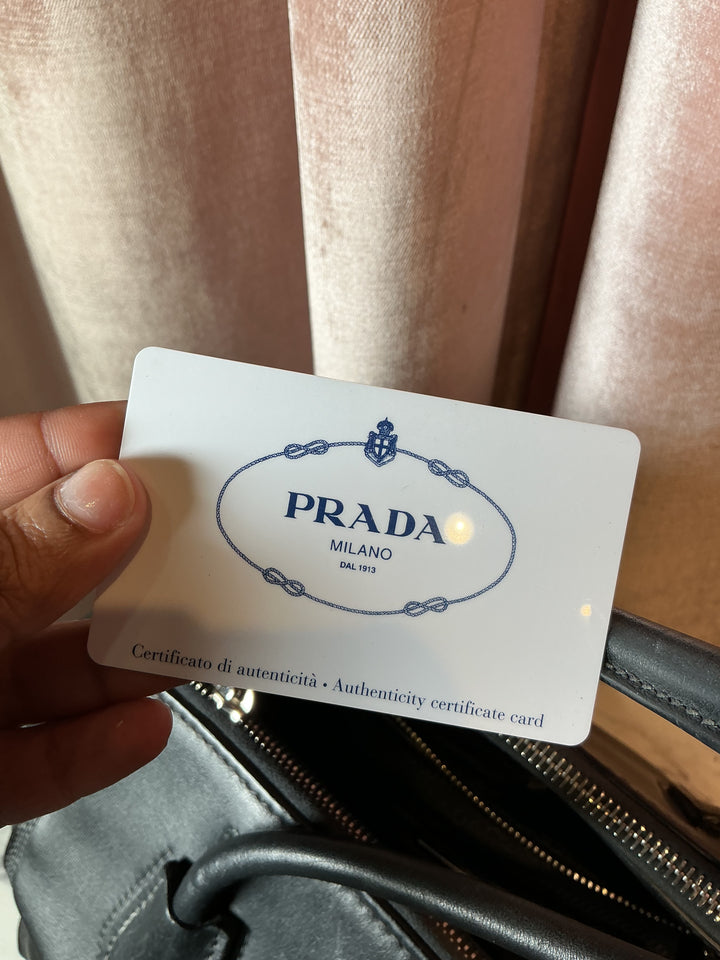 PRADA
MILANO
DAL 1913
Certificato di autenticità • Authenticity certificate card